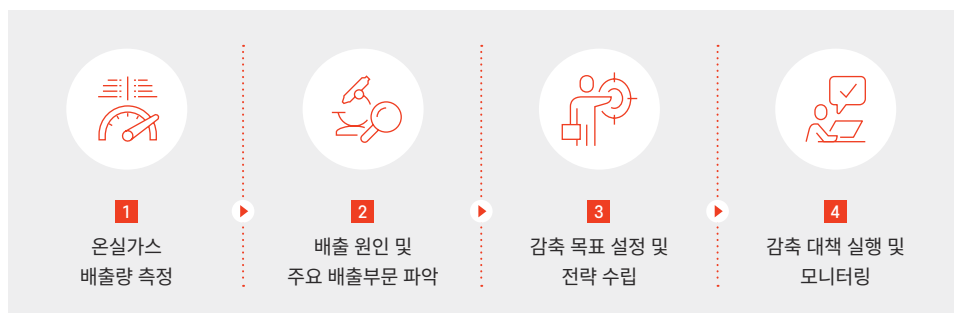 1
온실가스
배출량 측정
2
배출 원인 및
주요 배출부문 파악
3
감축 목표 설정 및
전략 수립
4
감축 대책 실행 및
모니터링